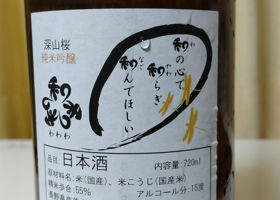 深山桜
純米吟醸
わわわ
和の心で
わ
和らぎ
なご
和んでほしい
品目:日本酒
内容量:720ml
原材料名:米(国産)、米こうじ(国産米)
精米歩合:55% アルコール分:15度